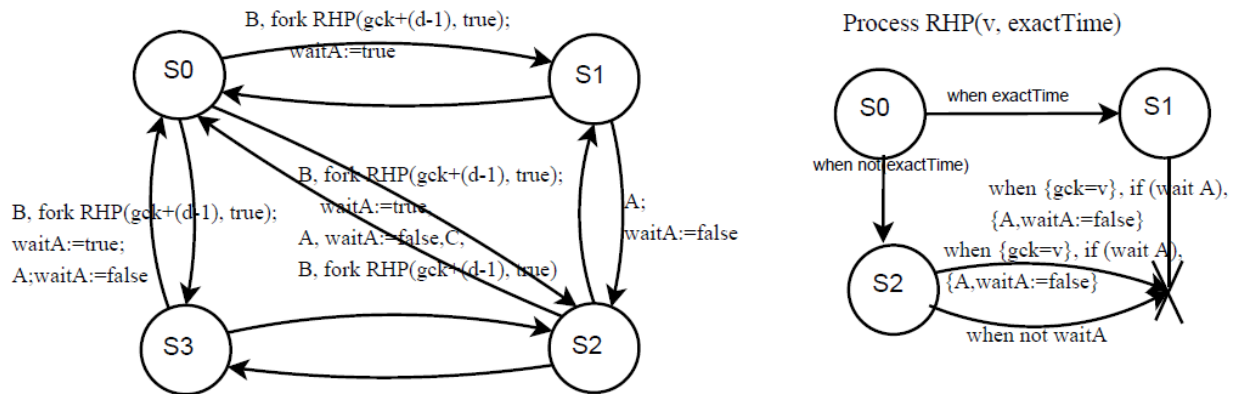 B, fork RHP(gck+(d-1), true);
waitA:=true
S0
S1
B, fork RHP(gck+(d-1), true);
waitA:=true,
A, waitA:=false,C,
B, fork RHP(gck+(d-1), true)
A;
waitA:=false
B, fork RHP(gck+(d-1), true);
waitA:=true;
A;waitA:=false
S3
S2
Process RHP(v, exactTime)
S0
when exactTime
S1
when not exactTime)
when {gck=v}, if (wait A),
{A,waitA:=false}
when {gck=v}, if (wait A),
{A,waitA:=false}
S2
when not waitA